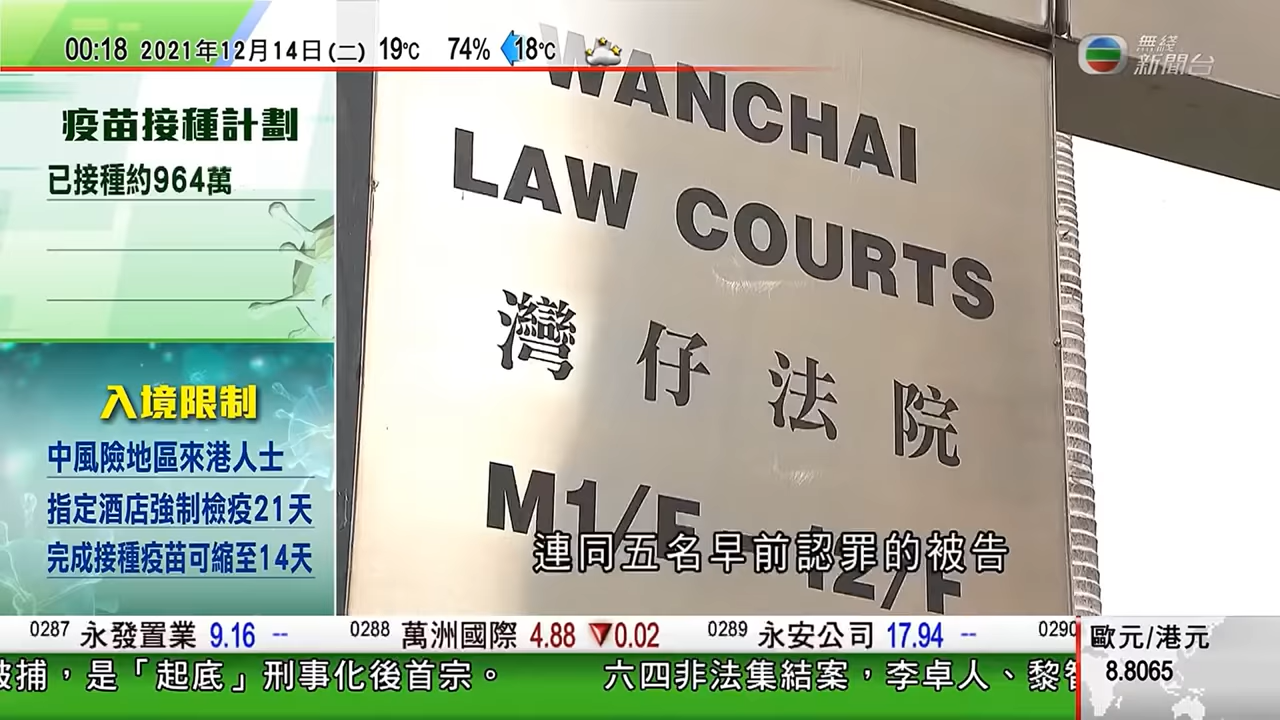 00:18 2021年12月14日(二) 19℃ 74% 18℃
無綫
新聞台
疫苗接種計劃
已接種約964萬
入境限制
中風險地區來港人士
指定酒店強制檢疫21天
完成接種疫苗可縮至14天
WANCHAI
LAW COURTS
灣仔法院
M1/F - 12/F
連同五名早前認罪的被告
0287 永發置業 9.16 -- 0288 萬洲國際 4.88 ▼0.02 0289 永安公司 17.94 -- 0290
歐元/港元
8.8065
被捕，是「起底」刑事化後首宗。 六四非法集結案，李卓人、黎智